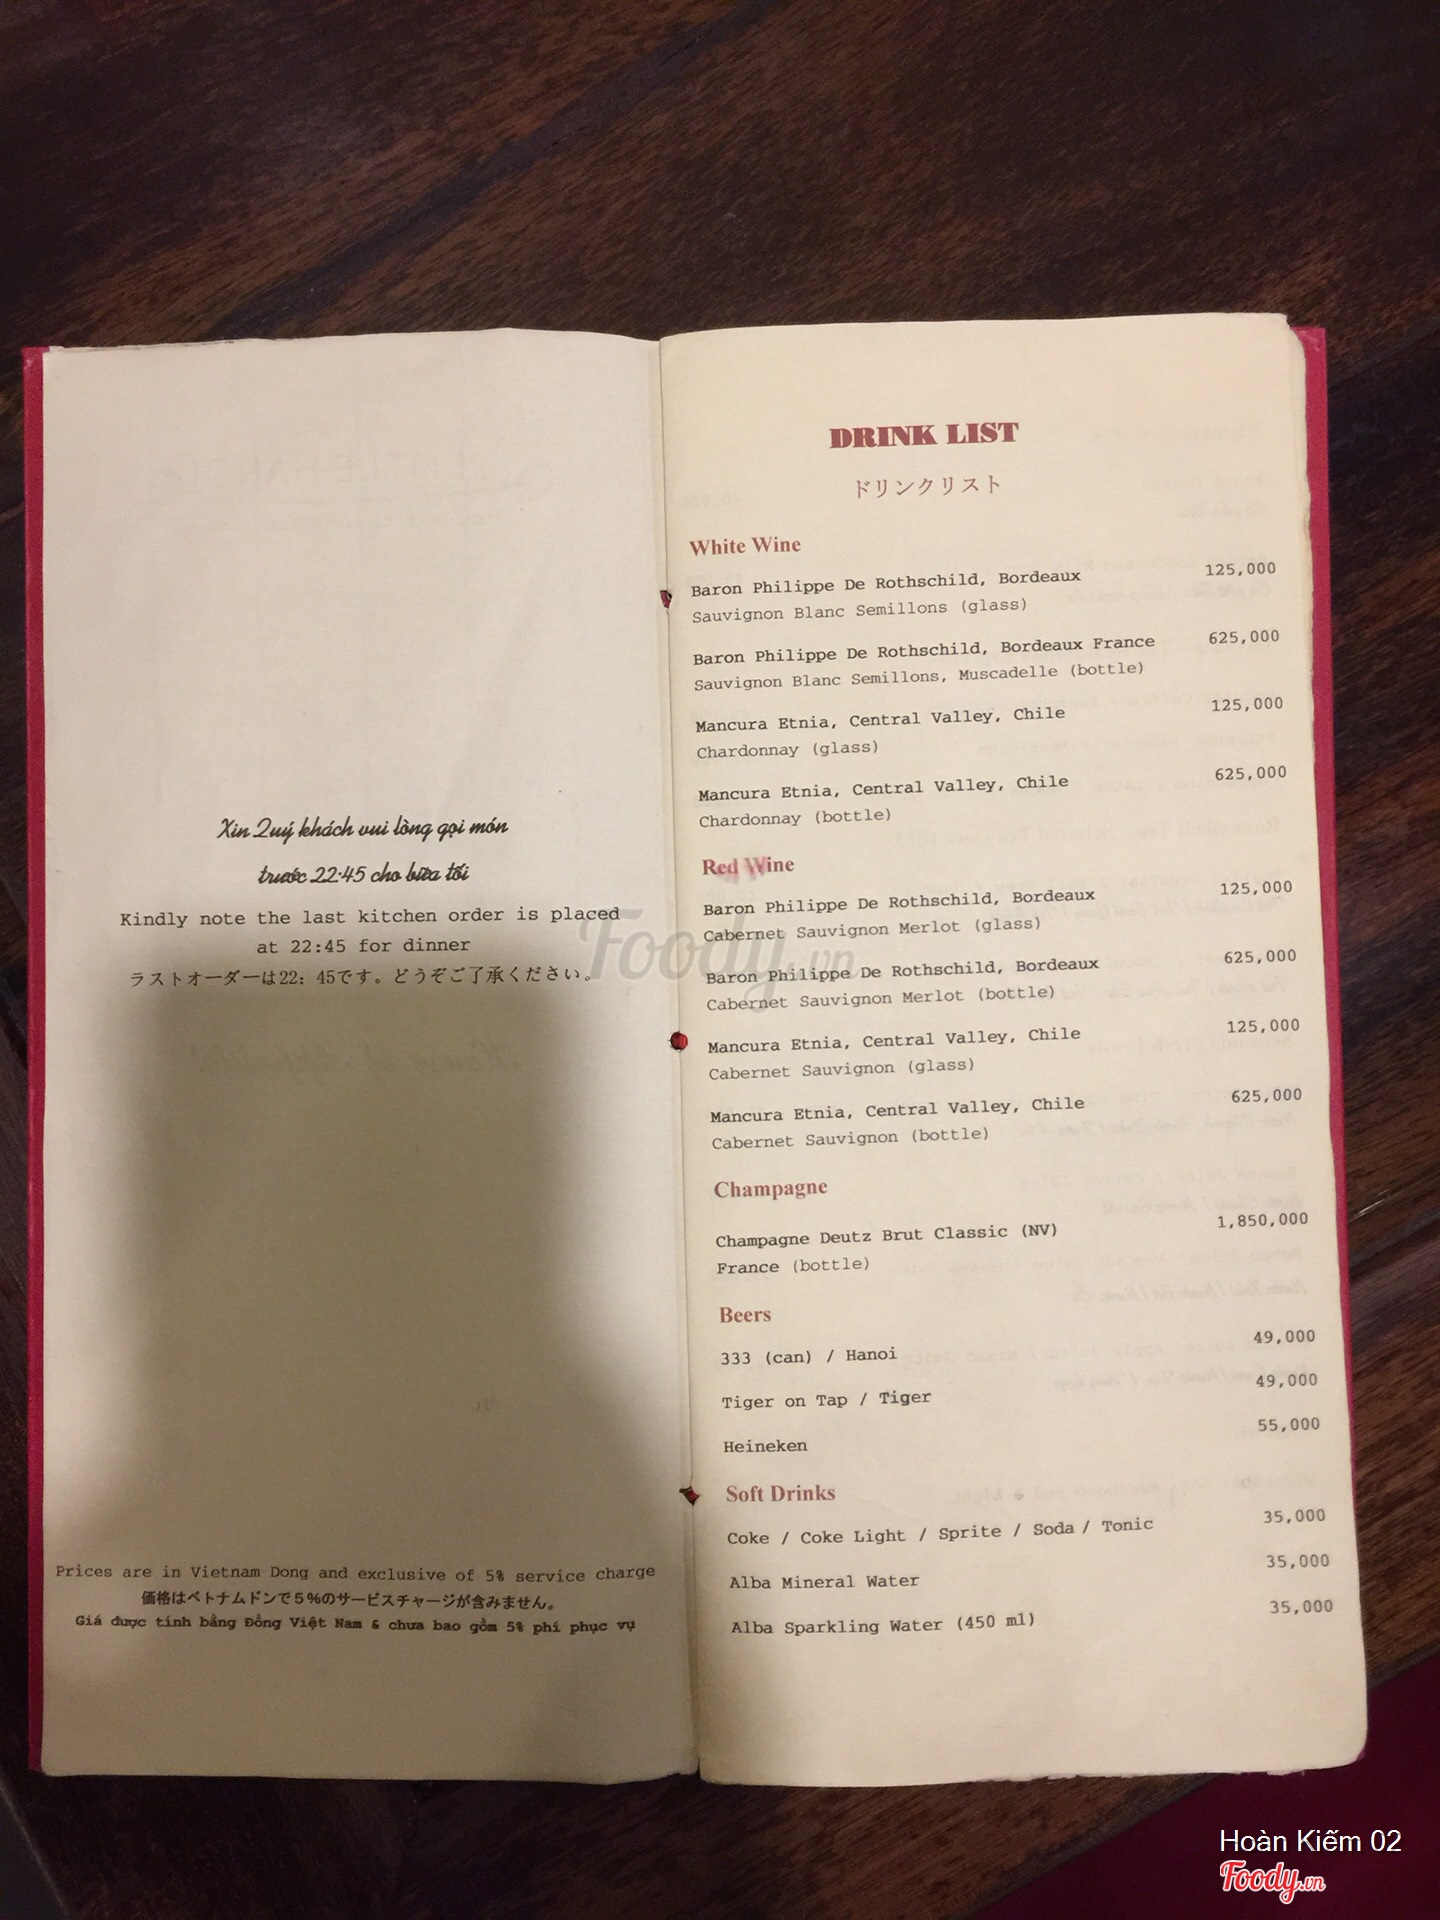 Xin Quý khách vui lòng gọi món
trước 22:45 cho bữa tối
Kindly note the last kitchen order is placed
at 22:45 for dinner
ラストオーダーは22: 45です。どうぞご了承ください。
Prices are in Vietnam Dong and exclusive of 5% service charge
価格はベトナムドンで5%のサービスチャージが含みません。
Giá được tính bằng Đồng Việt Nam & chưa bao gồm 5% phí phục vụ
DRINK LIST
ドリンクリスト
White Wine
Baron Philippe De Rothschild, Bordeaux 125,000
Sauvignon Blanc Semillons (glass)
Baron Philippe De Rothschild, Bordeaux France 625,000
Sauvignon Blanc Semillons, Muscadelle (bottle)
Mancura Etnia, Central Valley, Chile 125,000
Chardonnay (glass)
Mancura Etnia, Central Valley, Chile 625,000
Chardonnay (bottle)
Red Wine
Baron Philippe De Rothschild, Bordeaux 125,000
Cabernet Sauvignon Merlot (glass)
Baron Philippe De Rothschild, Bordeaux 625,000
Cabernet Sauvignon Merlot (bottle)
Mancura Etnia, Central Valley, Chile 125,000
Cabernet Sauvignon (glass)
Mancura Etnia, Central Valley, Chile 625,000
Cabernet Sauvignon (bottle)
Champagne
Champagne Deutz Brut Classic (NV) 1,850,000
France (bottle)
Beers
333 (can) / Hanoi 49,000
Tiger on Tap / Tiger 49,000
Heineken 55,000
Soft Drinks
Coke / Coke Light / Sprite / Soda / Tonic 35,000
Alba Mineral Water 35,000
Alba Sparkling Water (450 ml) 35,000
Foody.vn
Hoàn Kiếm 02
Foody.vn